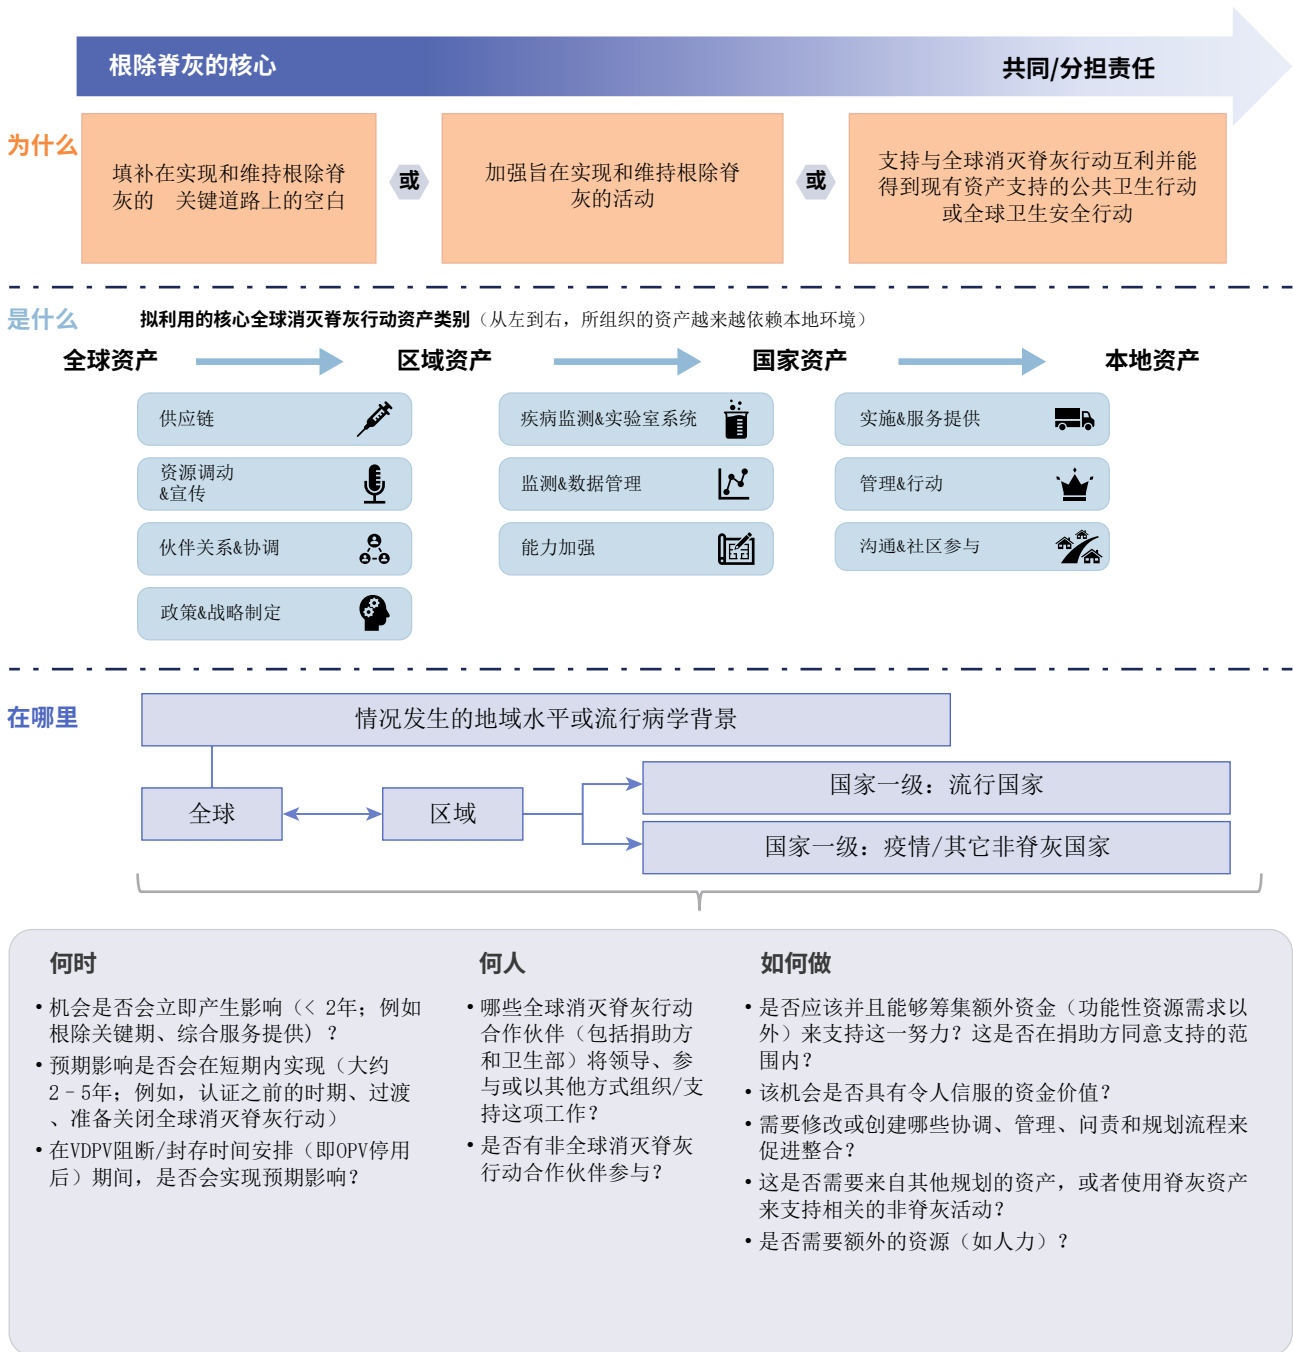 根除脊灰的核心
共同/分担责任
为什么
填补在实现和维持根除脊
灰的 关键道路上的空白
或
加强旨在实现和维持根除脊
灰的活动
或
支持与全球消灭脊灰行动互利并能
得到现有资产支持的公共卫生行动
或全球卫生安全行动
是什么
拟利用的核心全球消灭脊灰行动资产类别（从左到右，所组织的资产越来越依赖本地环境）
全球资产
区域资产
国家资产
本地资产
供应链
资源调动
&宣传
伙伴关系&协调
政策&战略制定
疾病监测&实验室系统
监测&数据管理
能力加强
实施&服务提供
管理&行动
沟通&社区参与
在哪里
情况发生的地域水平或流行病学背景
全球
区域
国家一级：流行国家
国家一级：疫情/其它非脊灰国家
何时
• 机会是否会立即产生影响（< 2年；例如
根除关键期、综合服务提供）？
• 预期影响是否会在短期内实现（大约
2–5年；例如，认证之前的时期、过渡
、准备关闭全球消灭脊灰行动）
• 在VDPV阻断/封存时间安排（即OPV停用
后）期间，是否会实现预期影响？
何人
• 哪些全球消灭脊灰行动
合作伙伴（包括捐助方
和卫生部）将领导、参
与或以其他方式组织/支
持这项工作？
• 是否有非全球消灭脊灰
行动合作伙伴参与？
如何做
• 是否应该并且能够筹集额外资金（功能性资源需求以
外）来支持这一努力？这是否在捐助方同意支持的范
围内？
• 该机会是否具有令人信服的资金价值？
• 需要修改或创建哪些协调、管理、问责和规划流程来
促进整合？
• 这是否需要来自其他规划的资产，或者使用脊灰资产
来支持相关的非脊灰活动？
• 是否需要额外的资源（如人力）？